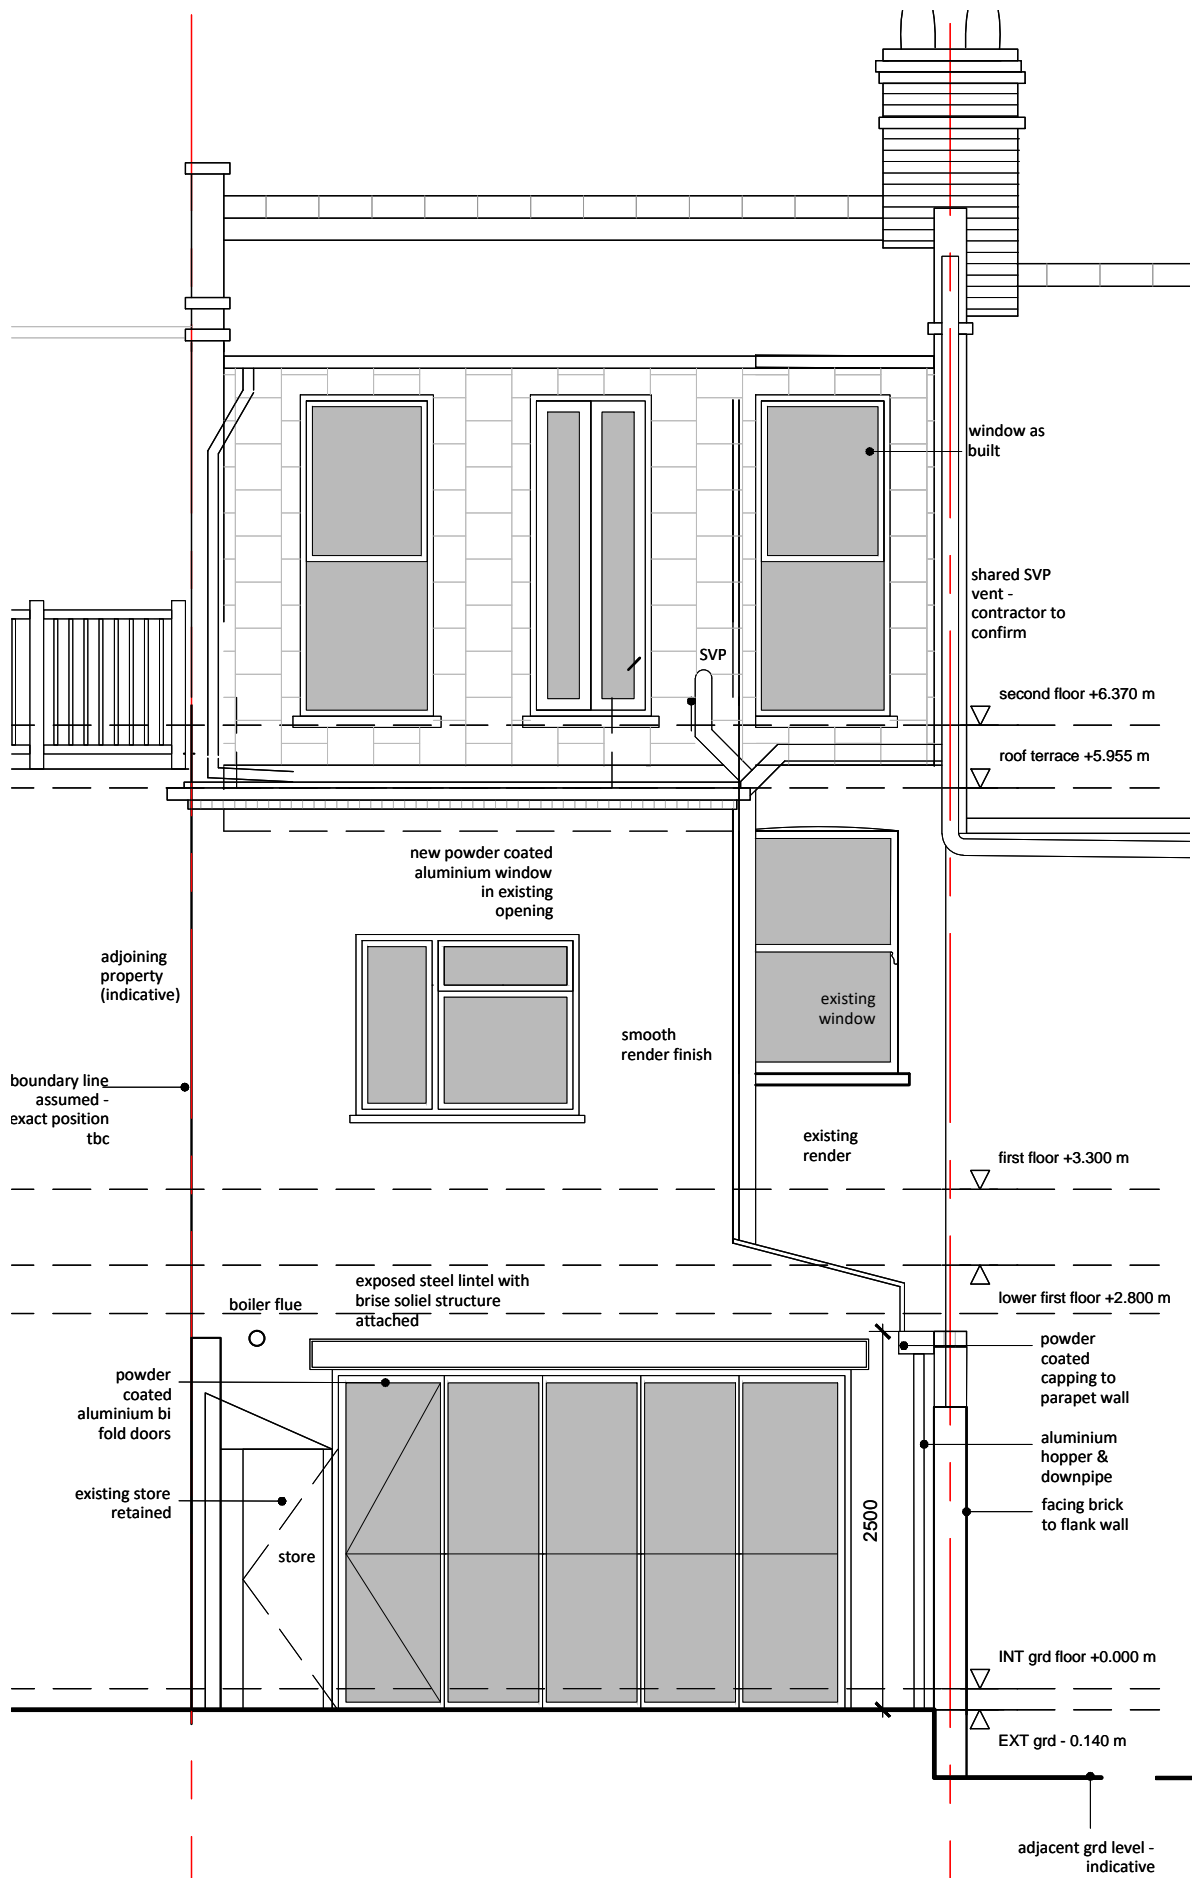 window as
built
shared SVP
vent -
contractor to
confirm
SVP
second floor +6.370 m
roof terrace +5.955 m
new powder coated
aluminium window
in existing
opening
adjoining
property
(indicative)
existing
window
smooth
render finish
boundary line
assumed -
exact position
tbc
existing
render
first floor +3.300 m
exposed steel lintel with
brise soliel structure
attached
boiler flue
lower first floor +2.800 m
powder
coated
capping to
parapet wall
powder
coated
aluminium bi
fold doors
aluminium
hopper &
downpipe
existing store
retained
facing brick
to flank wall
2500
store
INT grd floor +0.000 m
EXT grd - 0.140 m
adjacent grd level -
indicative